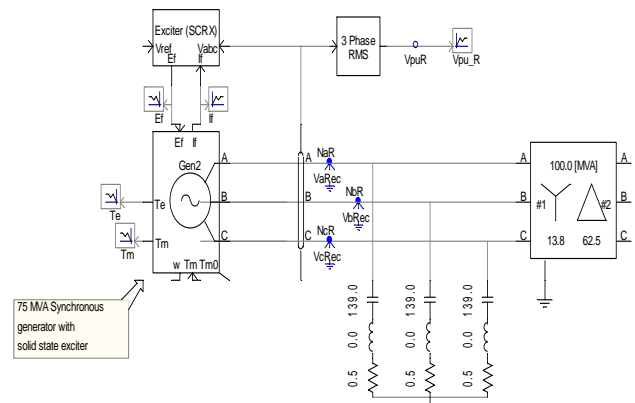 Exciter (SCRX)
Vref
Vabc
Ef
If
3 Phase
RMS
VpuR
Vpu_R
Ef
If
Ef
If
Gen2
A
B
C
Te
Tm
Te
Tm
w Tm Tm0
A
B
C
NaR
VaRec
NbR
VbRec
NcR
VcRec
A
B
C
100.0 [MVA]
#1
#2
13.8
62.5
A
B
C
75 MVA Synchronous
generator with
solid state exciter
139.0
139.0
139.0
0.0
0.0
0.0
0.5
0.5
0.5